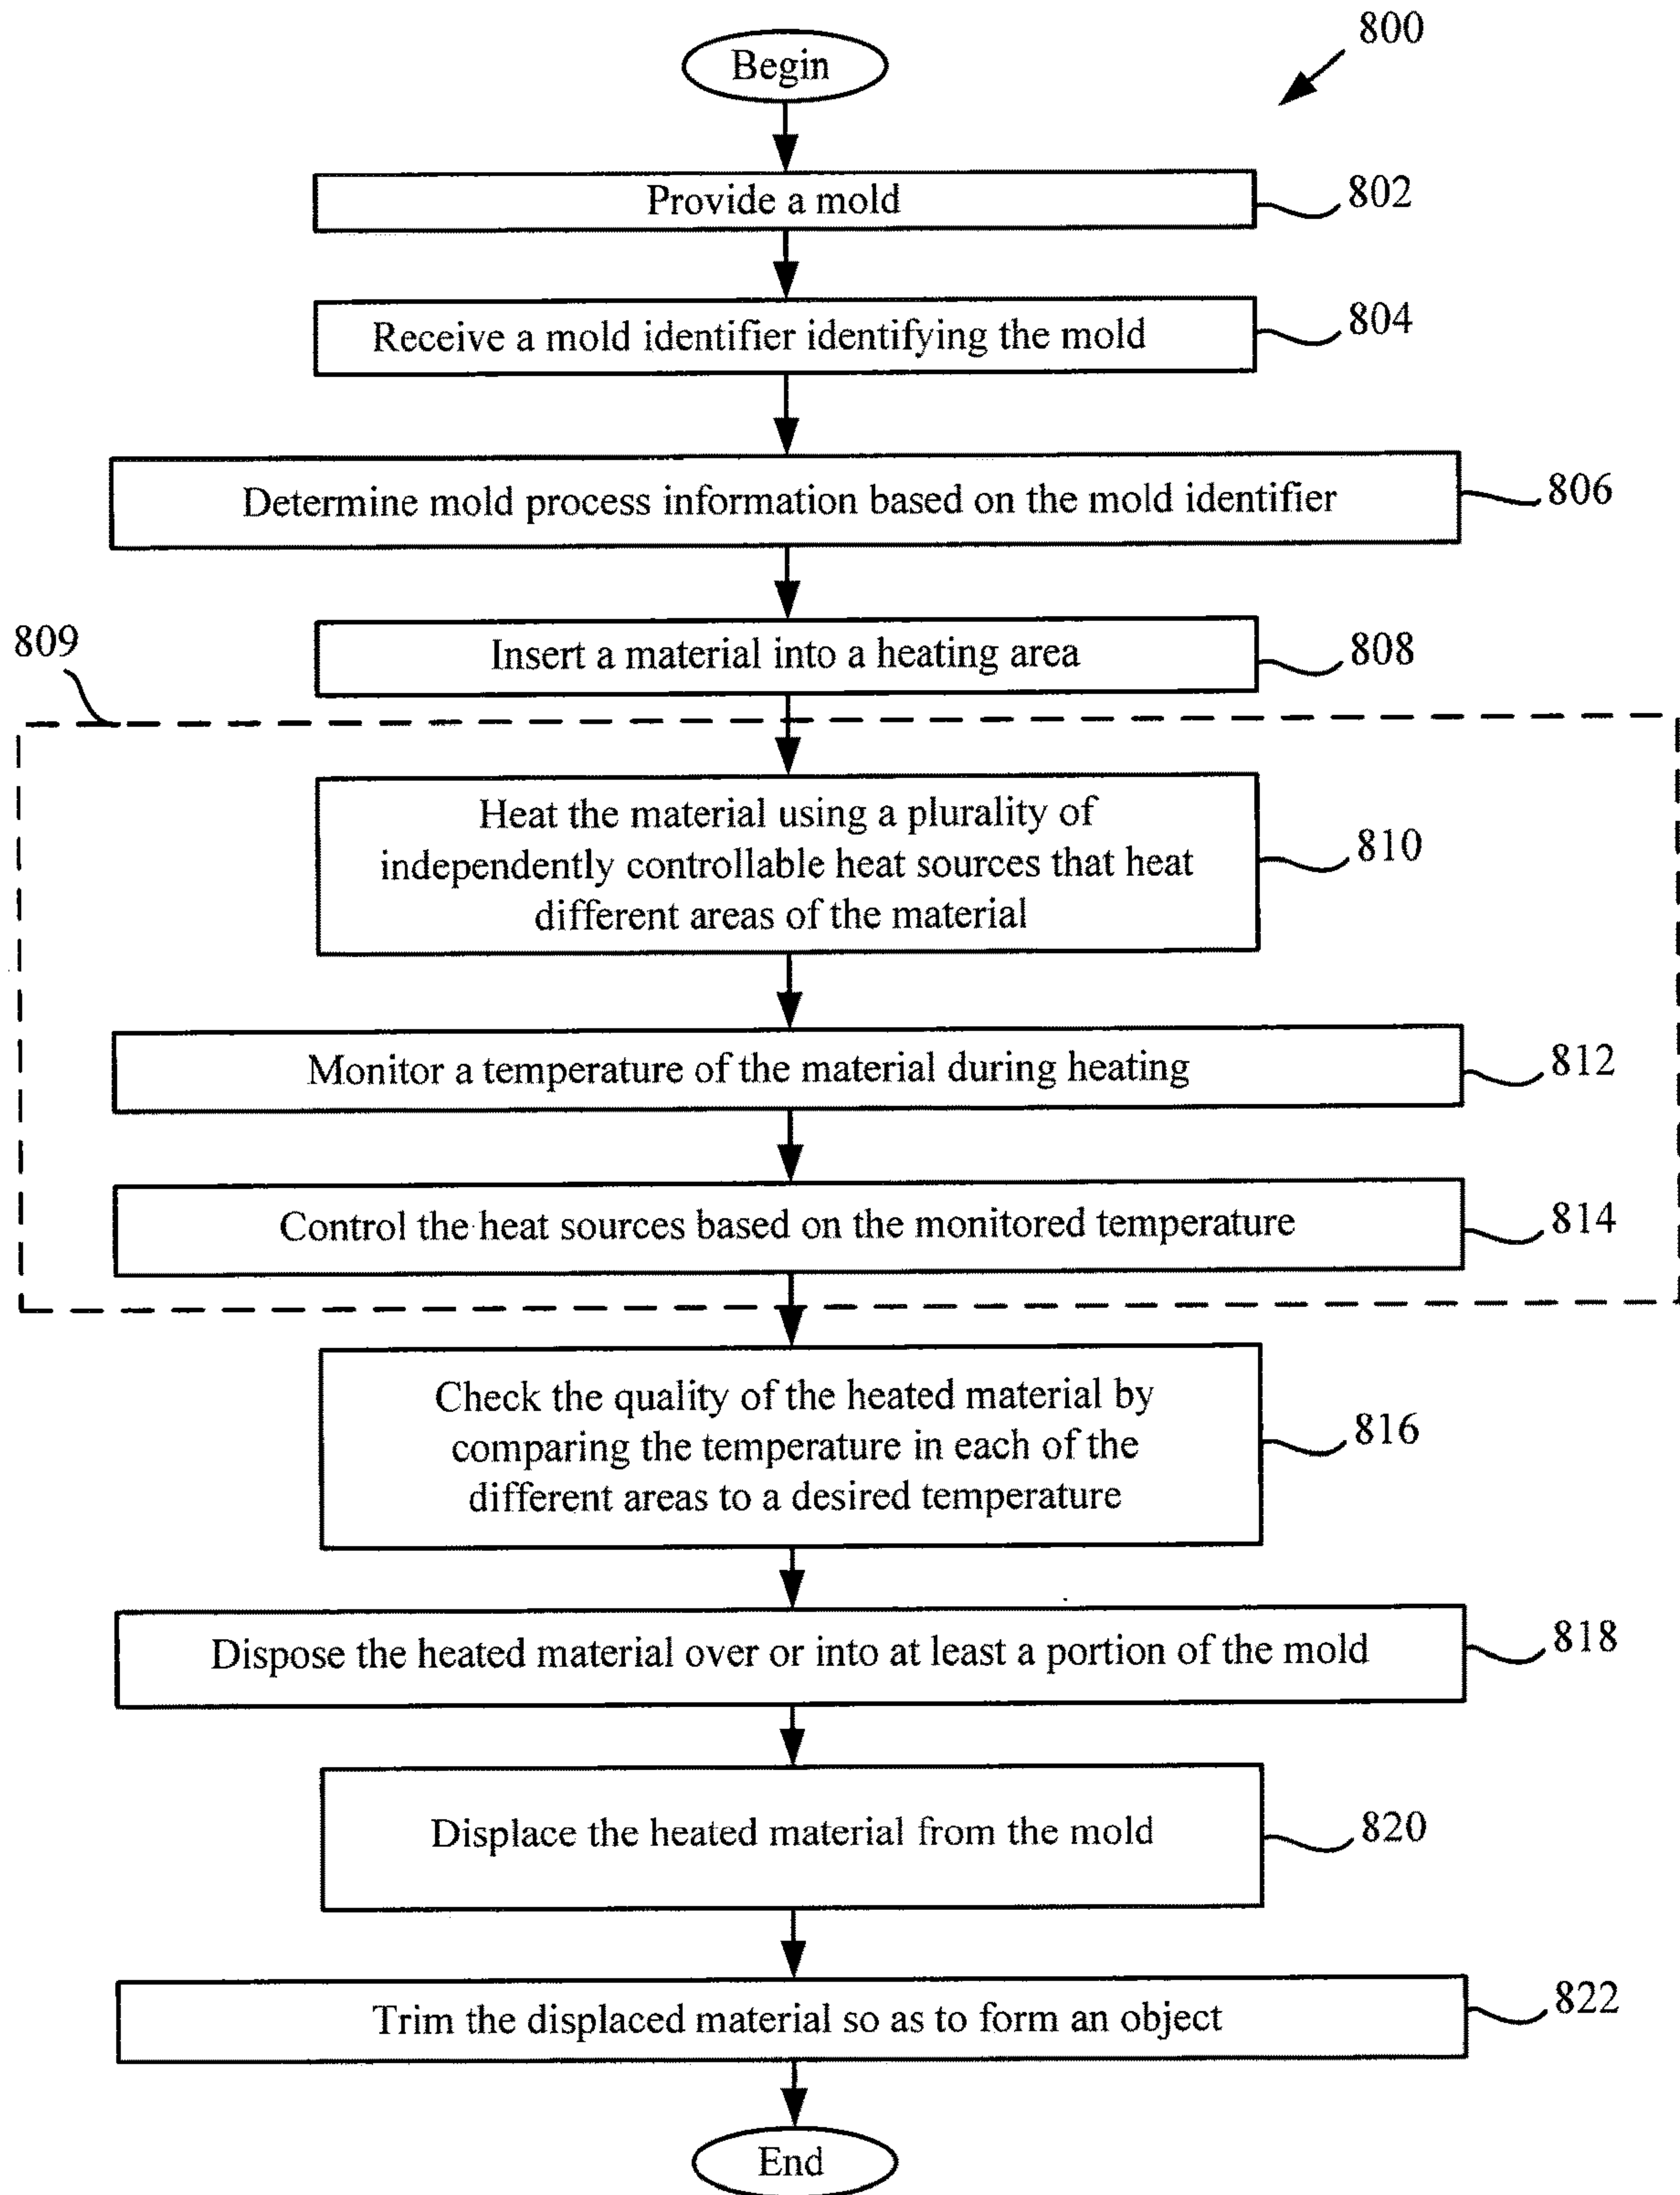 800
Begin
Provide a mold
802
Receive a mold identifier identifying the mold
804
Determine mold process information based on the mold identifier
806
Insert a material into a heating area
808
809
Heat the material using a plurality of
independently controllable heat sources that heat
different areas of the material
810
Monitor a temperature of the material during heating
812
Control the heat sources based on the monitored temperature
814
Check the quality of the heated material by
comparing the temperature in each of the
different areas to a desired temperature
816
Dispose the heated material over or into at least a portion of the mold
818
Displace the heated material from the mold
820
Trim the displaced material so as to form an object
822
End